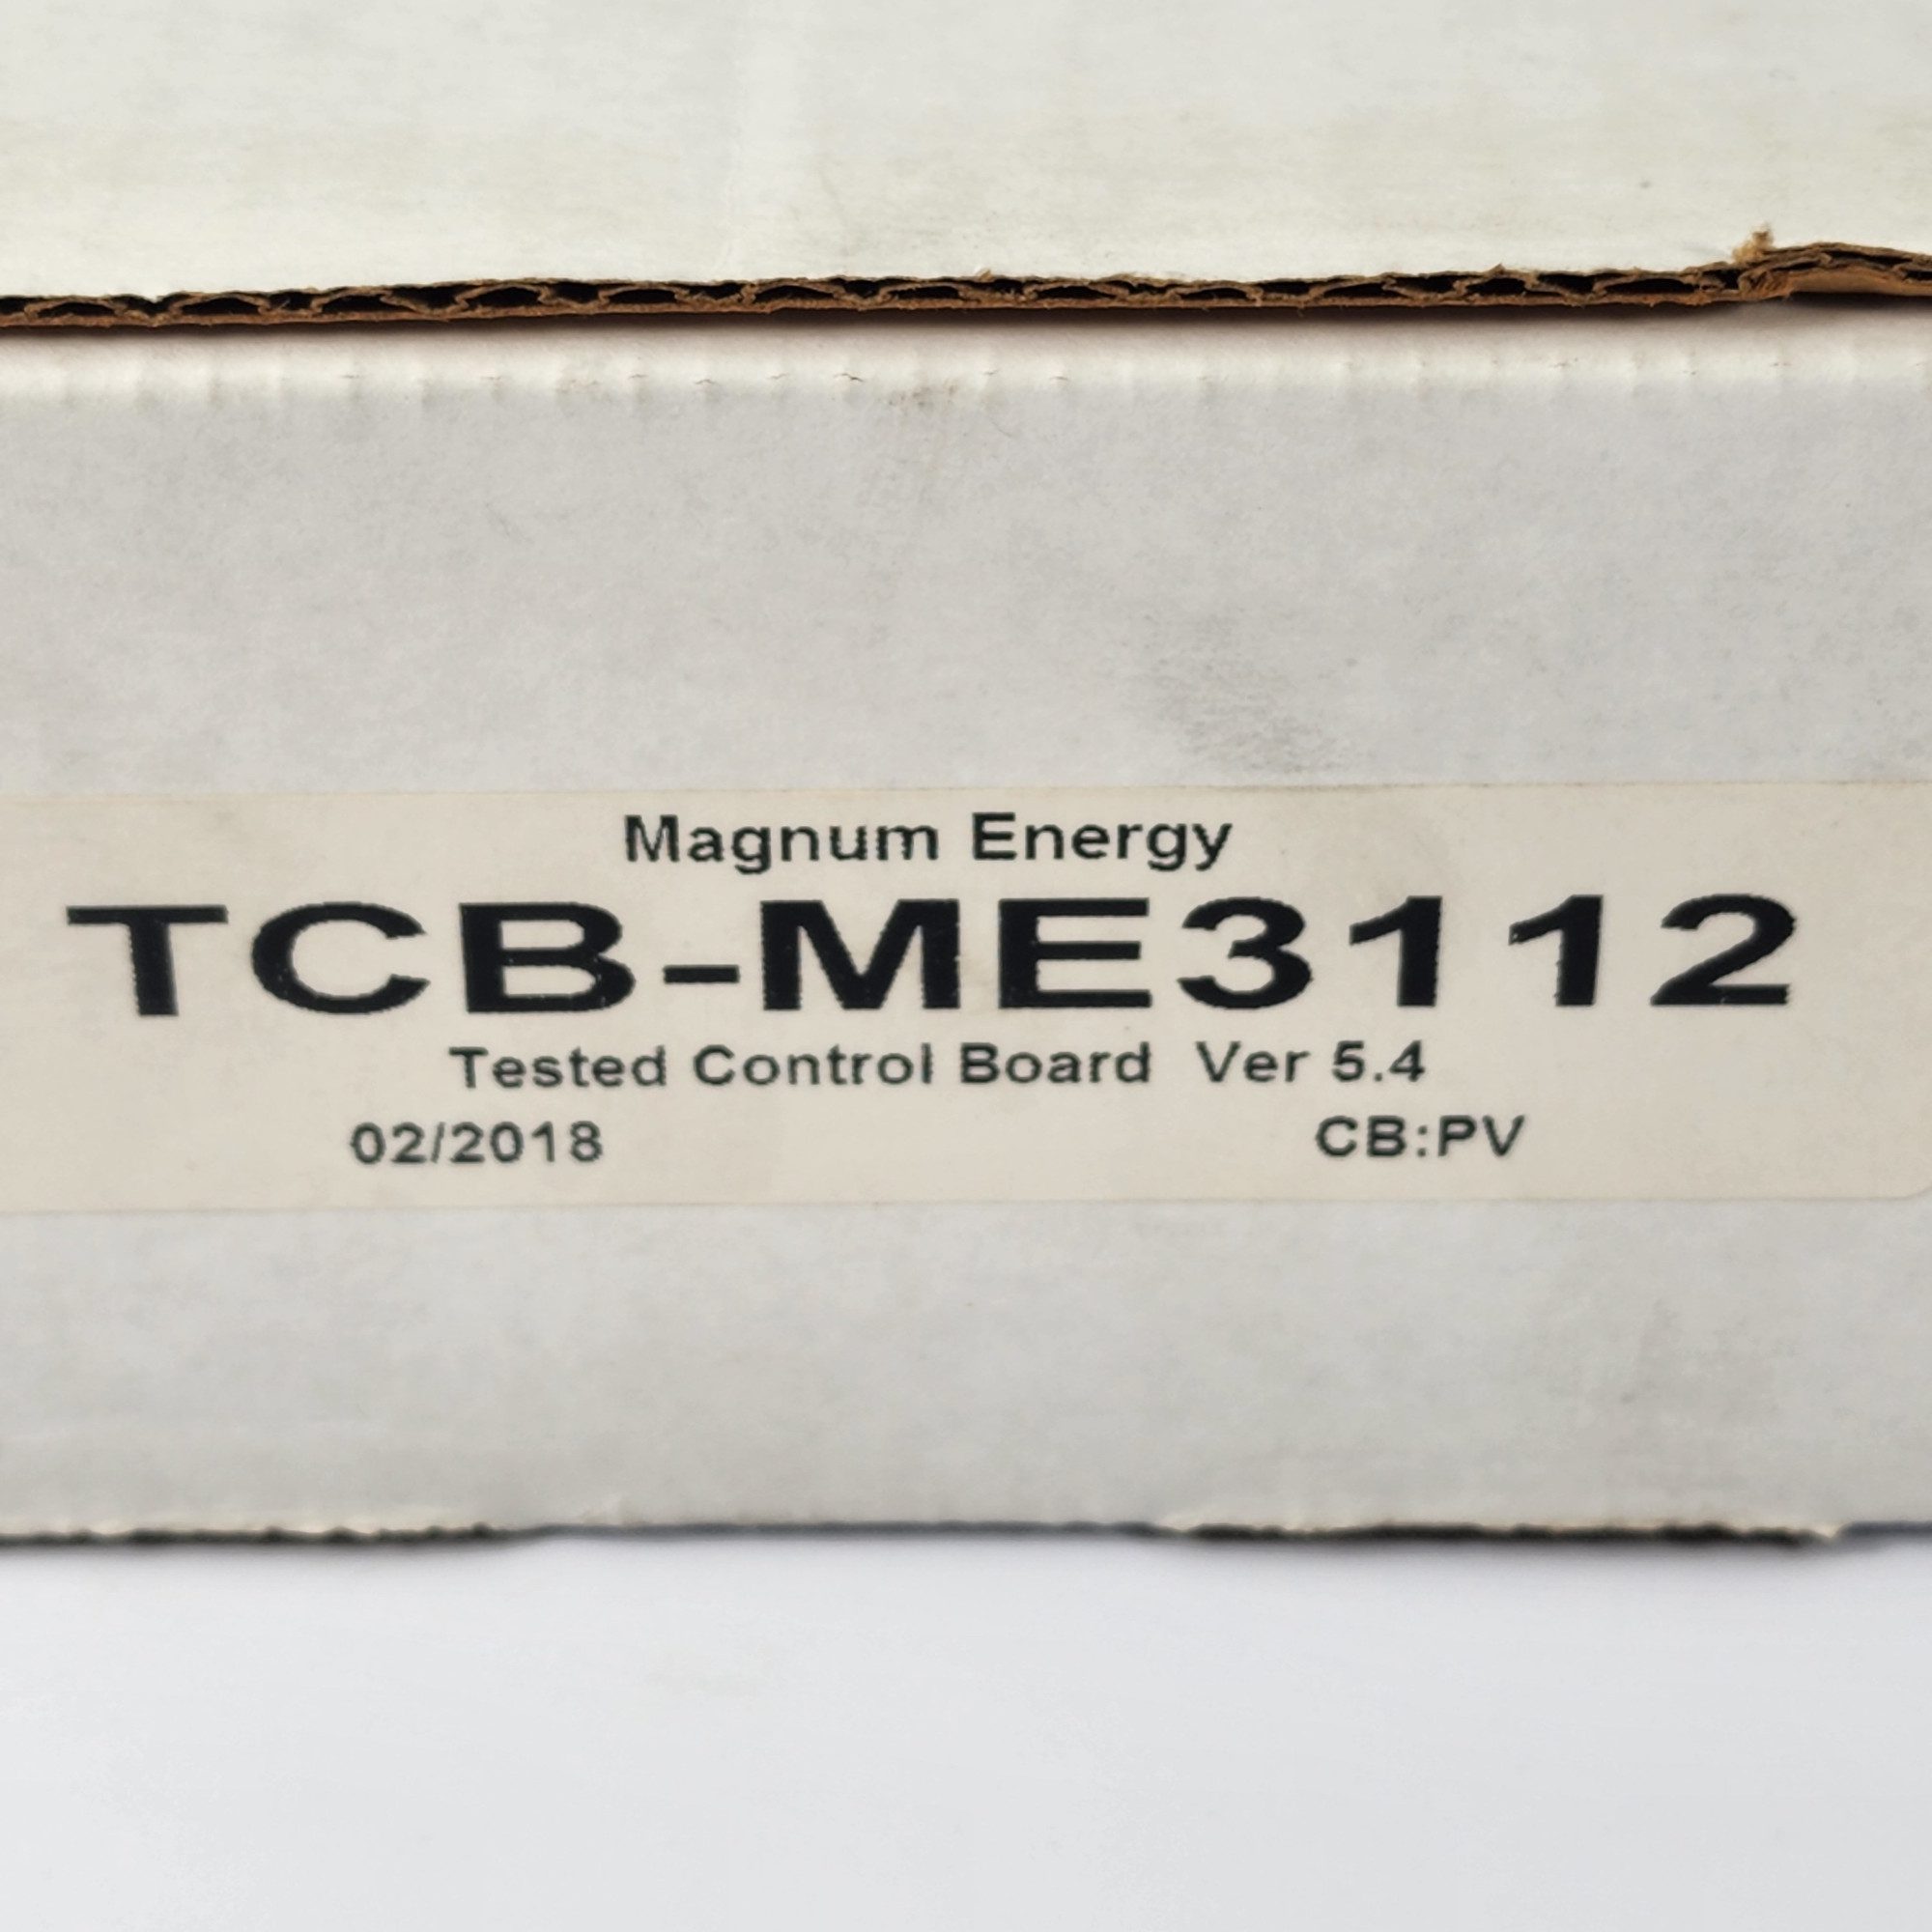 Magnum Energy
TCB-ME3112
Tested Control Board Ver 5.4
02/2018 CB:PV